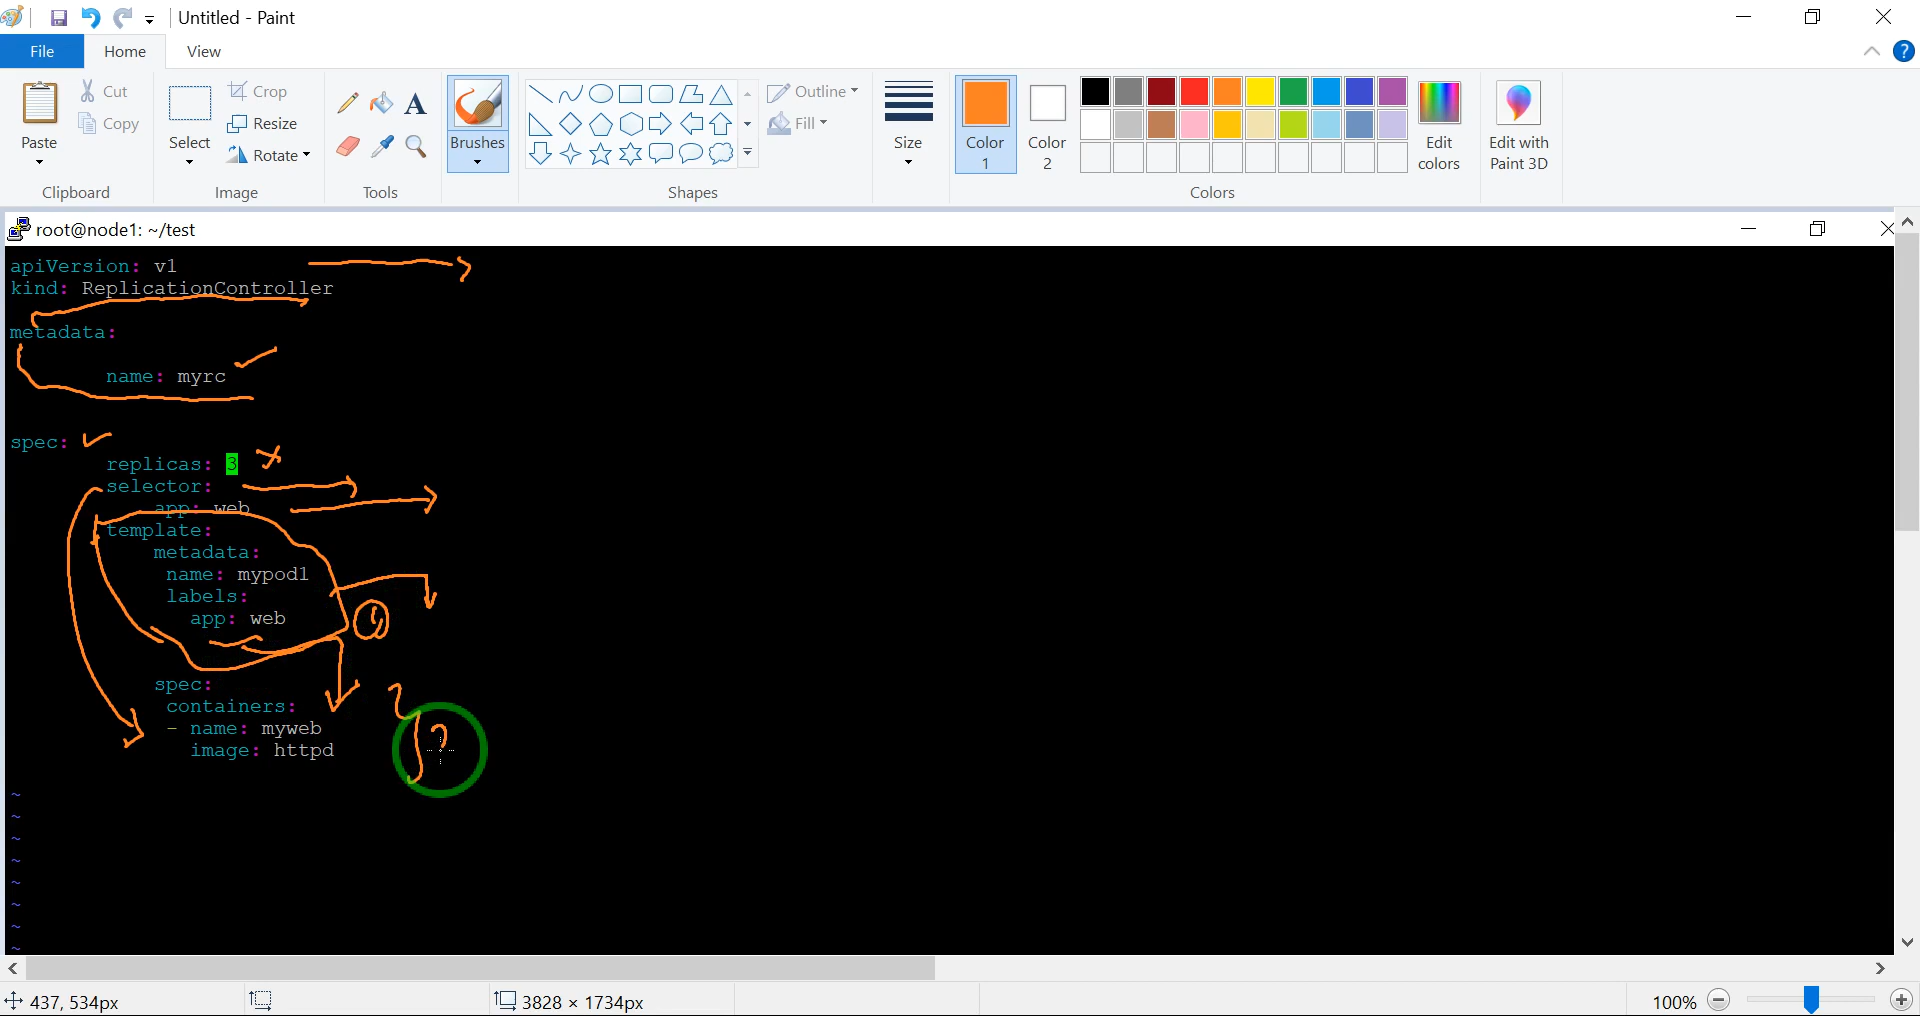 Untitled - Paint
File Home View
Paste
Cut
Copy
Clipboard
Select
Crop
Resize
Rotate
Image
Tools
Brushes
Shapes
Outline
Fill
Size
Color 1
Color 2
Colors
Edit colors
Edit with Paint 3D
root@node1: ~/test
apiVersion: v1
kind: ReplicationController
metadata:
name: myrc
spec:
replicas: 3
selector:
app: web
template:
metadata:
name: mypod1
labels:
app: web
spec:
containers:
- name: myweb
image: httpd
~
~
~
~
~
~
~
~
437, 534px
3828 × 1734px
100%